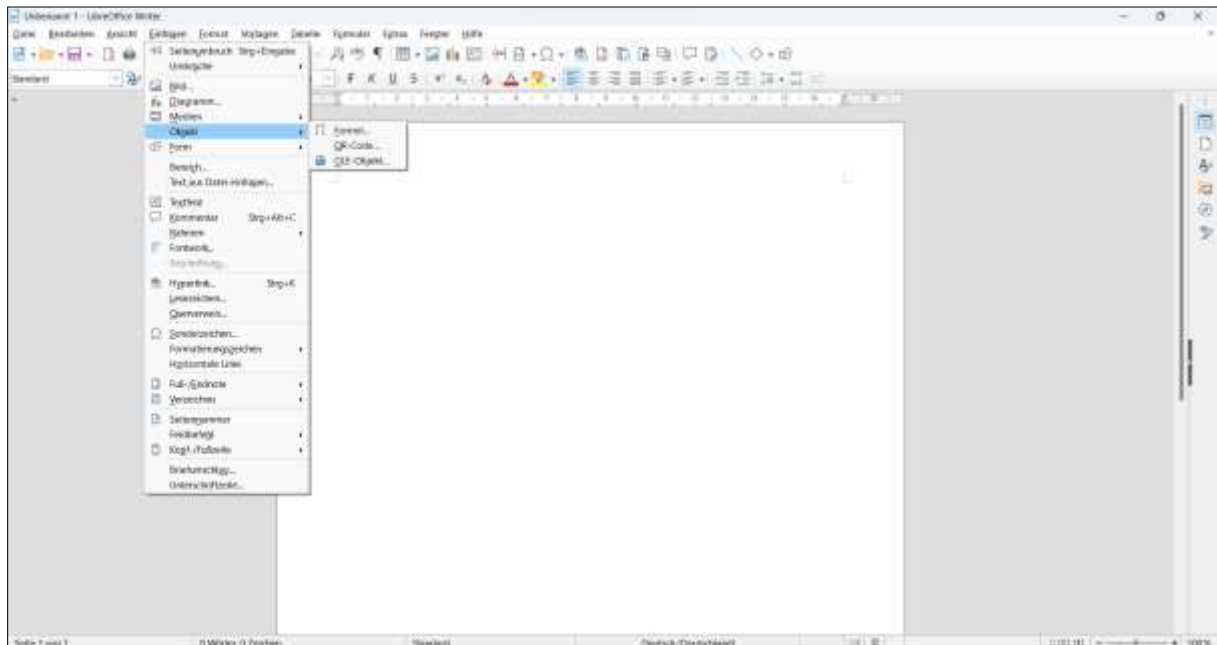 Unbekannt 1 - LibreOffice Writer
Datei Bearbeiten Ansicht Einfügen Format Vorlagen Tabelle Formular Extras Fenster Hilfe
Seitenumbruch Strg+Eingabe
Umbrüche
Standard
F K U S
Bild...
Diagramm...
Medien
Objekt
Formel...
Form
QR-Code...
OLE-Objekt...
Bereich...
Text aus Datei einfügen...
Textfeld
Kommentar Strg+Alt+C
Rahmen
Fontwork...
Beschriftung...
Hyperlink... Strg+K
Lesezeichen...
Querverweis...
Sonderzeichen...
Formatierungszeichen
Horizontale Linie
Fuß-/Endnote
Verzeichnis
Seitennummer
Feldbefehl
Kopf-/Fußzeile
Briefumschlag...
Unterschriftzeile...
Seite 1 von 1 0 Wörter, 0 Zeichen Standard Deutsch (Deutschland) 100%